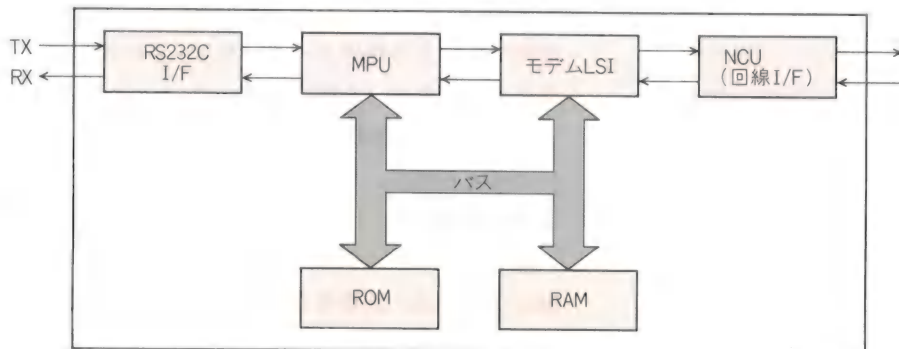 TX
RX
RS232C
I/F
MPU
モデムLSI
NCU
(回線I/F)
バス
ROM
RAM